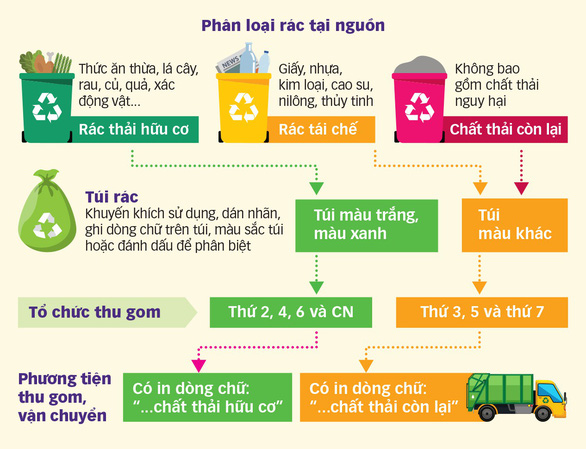 Phân loại rác tại nguồn
Thức ăn thừa, lá cây,
rau, củ, quả, xác
động vật...
Rác thải hữu cơ
NEWS
Giấy, nhựa,
kim loại, cao su,
nilông, thủy tinh
Rác tái chế
Không bao
gồm chất thải
nguy hại
Chất thải còn lại
Túi rác
Khuyến khích sử dụng, dán nhãn,
ghi dòng chữ trên túi, màu sắc túi
hoặc đánh dấu để phân biệt
Túi màu trắng,
màu xanh
Túi
màu khác
Tổ chức thu gom
Thứ 2, 4, 6 và CN
Thứ 3, 5 và thứ 7
Phương tiện
thu gom,
vận chuyển
Có in dòng chữ:
“...chất thải hữu cơ”
Có in dòng chữ:
“...chất thải còn lại”